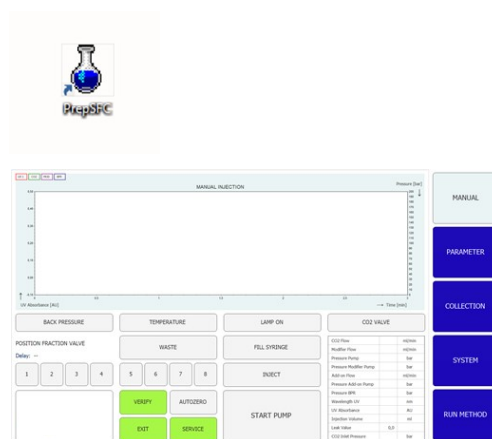 PrepSFC
MANUAL INJECTION
Pressure [bar]
UV Absorbance [AU]
Time [min]
MANUAL
PARAMETER
COLLECTION
SYSTEM
RUN METHOD
BACK PRESSURE
TEMPERATURE
LAMP ON
CO2 VALVE
POSITION FRACTION VALVE
Delay: --
1 2 3 4 5 6 7 8
WASTE
FILL SYRINGE
INJECT
VERIFY
AUTOZERO
START PUMP
EXIT
SERVICE
CO2 Flow ml/min
Modifier Flow ml/min
Pressure Pump bar
Pressure Modifier Pump bar
Add-on Flow ml/min
Pressure Add-on Pump bar
Pressure BPR bar
Wavelength UV nm
UV Absorbance AU
Injection Volume ml
Leak Value 0,0
CO2 Inlet Pressure bar